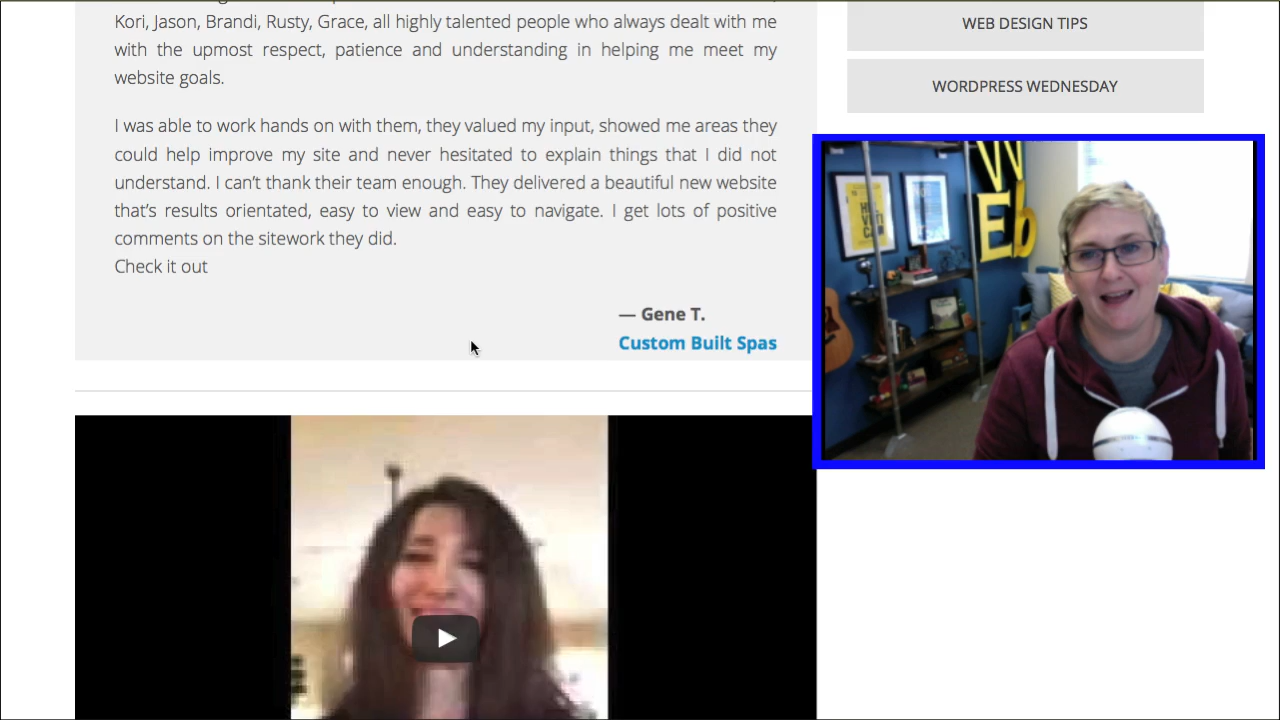 Kori, Jason, Brandi, Rusty, Grace, all highly talented people who always dealt with me
with the upmost respect, patience and understanding in helping me meet my
website goals.
I was able to work hands on with them, they valued my input, showed me areas they
could help improve my site and never hesitated to explain things that I did not
understand. I can’t thank their team enough. They delivered a beautiful new website
that’s results orientated, easy to view and easy to navigate. I get lots of positive
comments on the sitework they did.
Check it out
— Gene T.
Custom Built Spas
WEB DESIGN TIPS
WORDPRESS WEDNESDAY
W
Eb